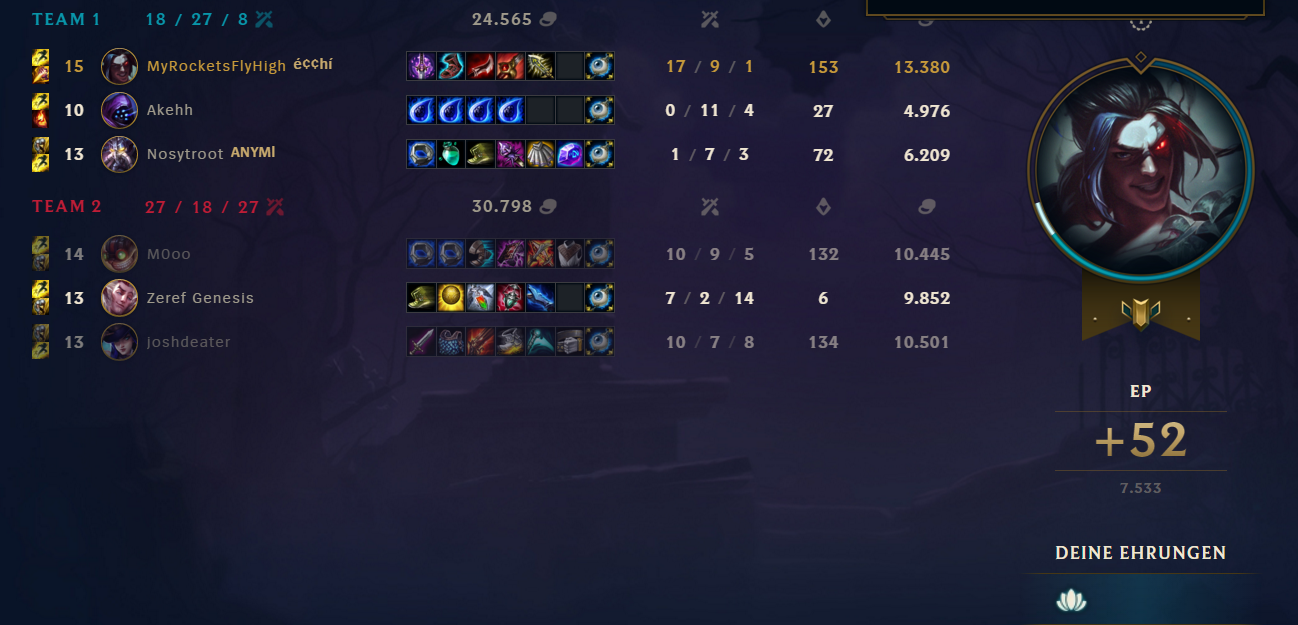 TEAM 1 18 / 27 / 8 24.565
15 MyRocketsFlyHigh é¢¢hí 17 / 9 / 1 153 13.380
10 Akehh 0 / 11 / 4 27 4.976
13 Nosytroot ANYMI 1 / 7 / 3 72 6.209
TEAM 2 27 / 18 / 27 30.798
14 M0oo 10 / 9 / 5 132 10.445
13 Zeref Genesis 7 / 2 / 14 6 9.852
13 joshdeater 10 / 7 / 8 134 10.501
EP
+52
7.533
DEINE EHRUNGEN